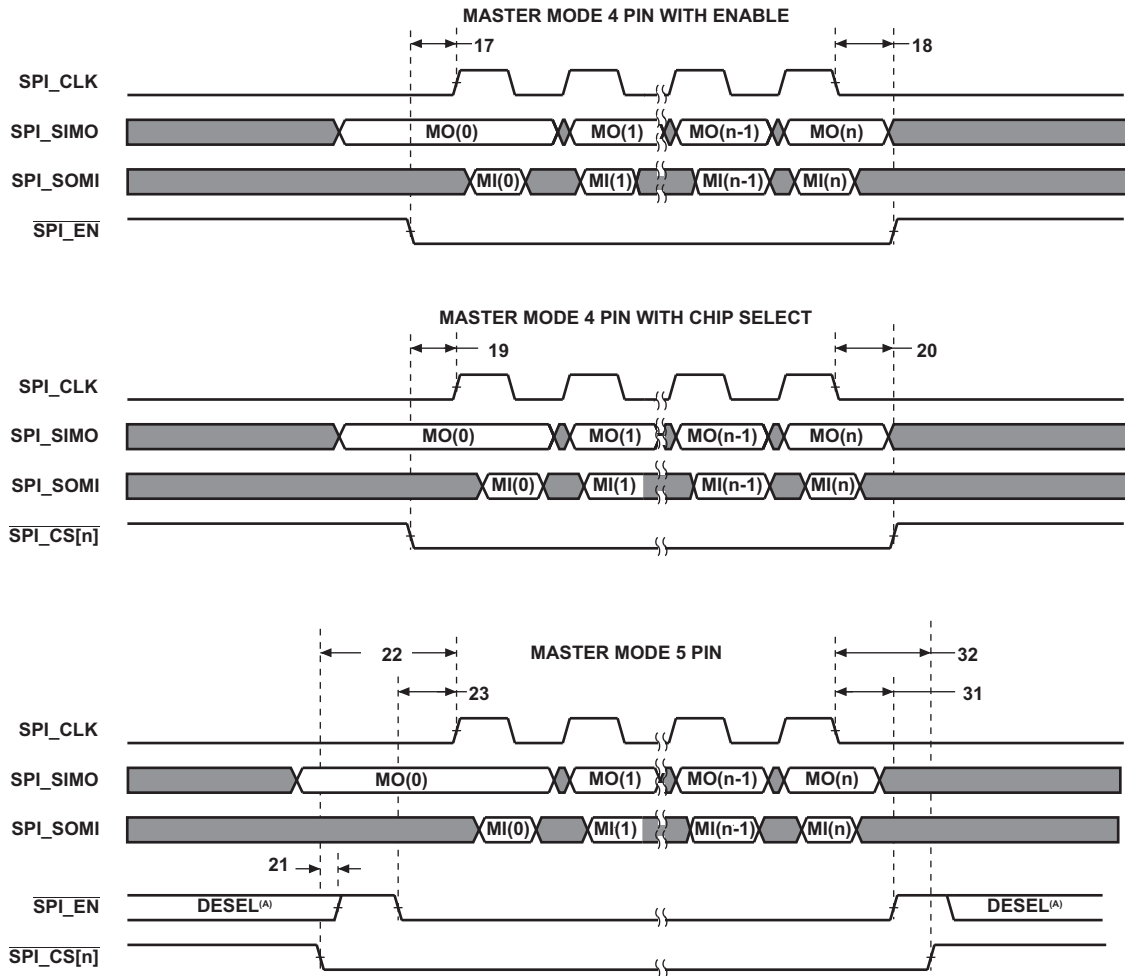 MASTER MODE 4 PIN WITH ENABLE
17
18
SPI_CLK
SPI_SIMO
MO(0)
MO(1)
MO(n-1)
MO(n)
SPI_SOMI
MI(0)
MI(1)
MI(n-1)
MI(n)
SPI_EN
MASTER MODE 4 PIN WITH CHIP SELECT
19
20
SPI_CLK
SPI_SIMO
MO(0)
MO(1)
MO(n-1)
MO(n)
SPI_SOMI
MI(0)
MI(1)
MI(n-1)
MI(n)
SPI_CS[n]
22
MASTER MODE 5 PIN
32
23
31
SPI_CLK
SPI_SIMO
MO(0)
MO(1)
MO(n-1)
MO(n)
SPI_SOMI
MI(0)
MI(1)
MI(n-1)
MI(n)
21
SPI_EN
DESEL(A)
DESEL(A)
SPI_CS[n]